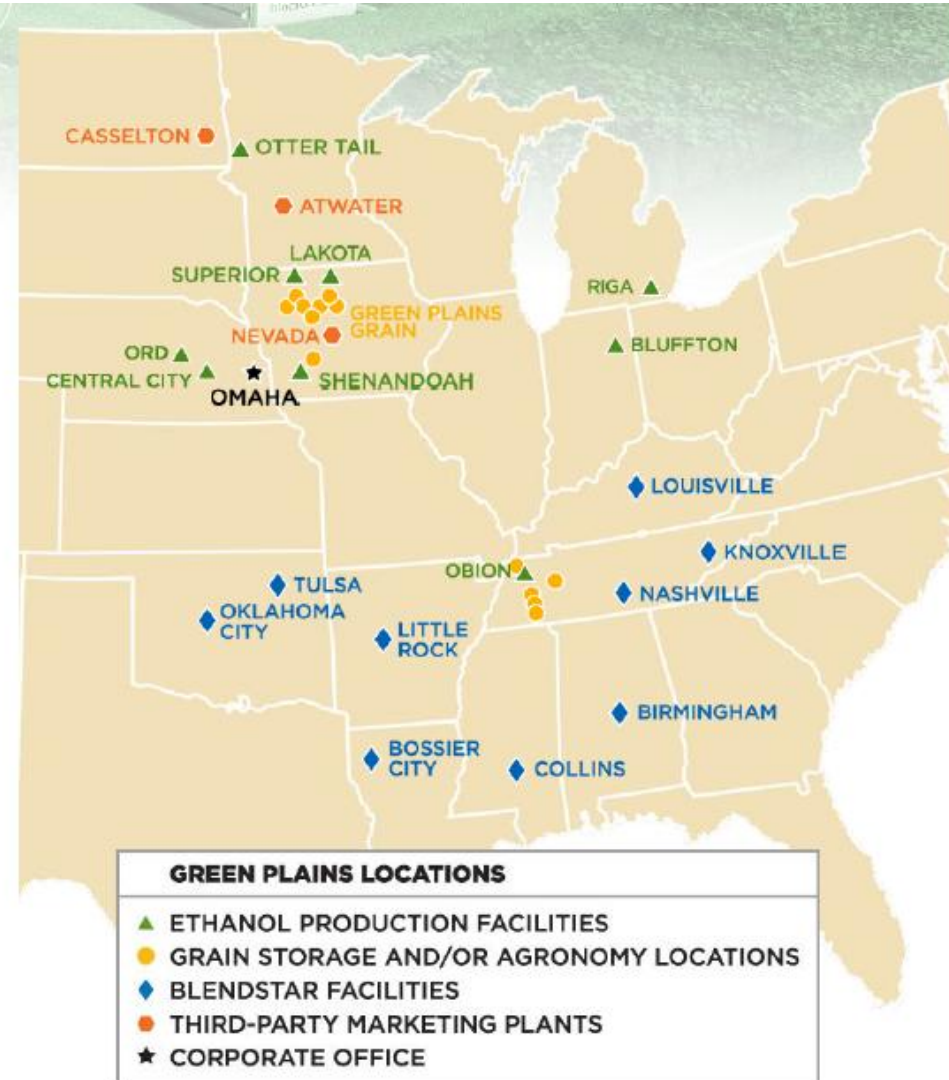 CASSELTON
OTTER TAIL
ATWATER
LAKOTA
SUPERIOR
RIGA
GREEN PLAINS
GRAIN
NEVADA
BLUFFTON
ORD
CENTRAL CITY
SHENANDOAH
OMAHA
LOUISVILLE
KNOXVILLE
OBION
NASHVILLE
TULSA
OKLAHOMA
CITY
LITTLE
ROCK
BIRMINGHAM
BOSSIER
CITY
COLLINS
GREEN PLAINS LOCATIONS
ETHANOL PRODUCTION FACILITIES
GRAIN STORAGE AND/OR AGRONOMY LOCATIONS
BLENDSTAR FACILITIES
THIRD-PARTY MARKETING PLANTS
CORPORATE OFFICE